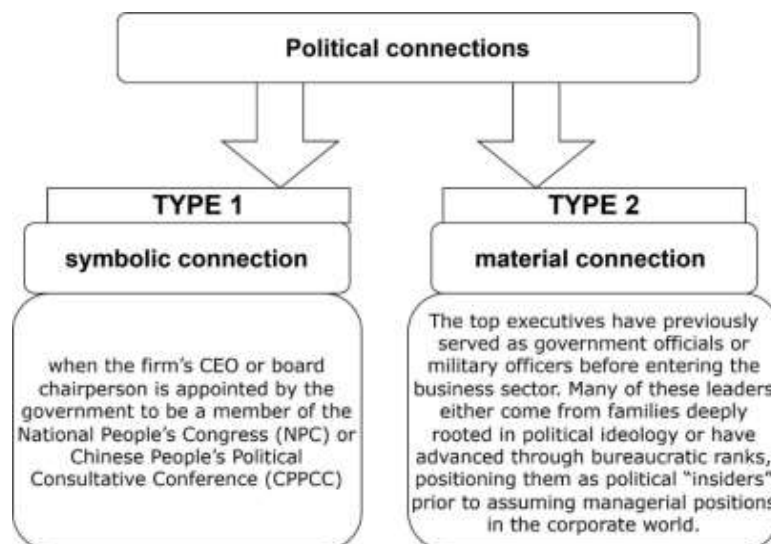 Political connections
TYPE 1
symbolic connection
when the firm's CEO or board
chairperson is appointed by the
government to be a member of the
National People's Congress (NPC) or
Chinese People's Political
Consultative Conference (CPPCC)
TYPE 2
material connection
The top executives have previously
served as government officials or
military officers before entering the
business sector. Many of these leaders
either come from families deeply
rooted in political ideology or have
advanced through bureaucratic ranks,
positioning them as political “insiders”
prior to assuming managerial positions
in the corporate world.